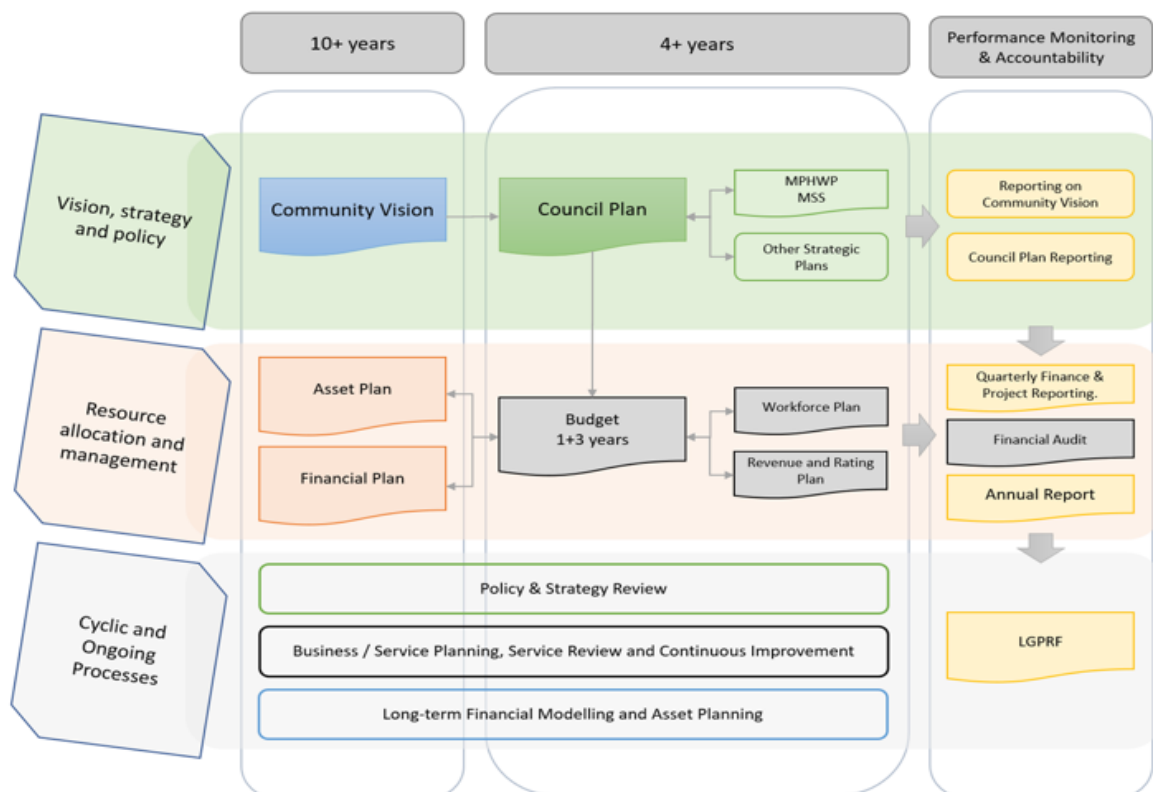 10+ years
4+ years
Performance Monitoring
& Accountability
Vision, strategy
and policy
Community Vision
Council Plan
MPHWP
MSS
Other Strategic
Plans
Reporting on
Community Vision
Council Plan Reporting
Resource
allocation and
management
Asset Plan
Financial Plan
Budget
1+3 years
Workforce Plan
Revenue and Rating
Plan
Quarterly Finance &
Project Reporting.
Financial Audit
Annual Report
Cyclic and
Ongoing
Processes
Policy & Strategy Review
Business / Service Planning, Service Review and Continuous Improvement
Long-term Financial Modelling and Asset Planning
LGPRF